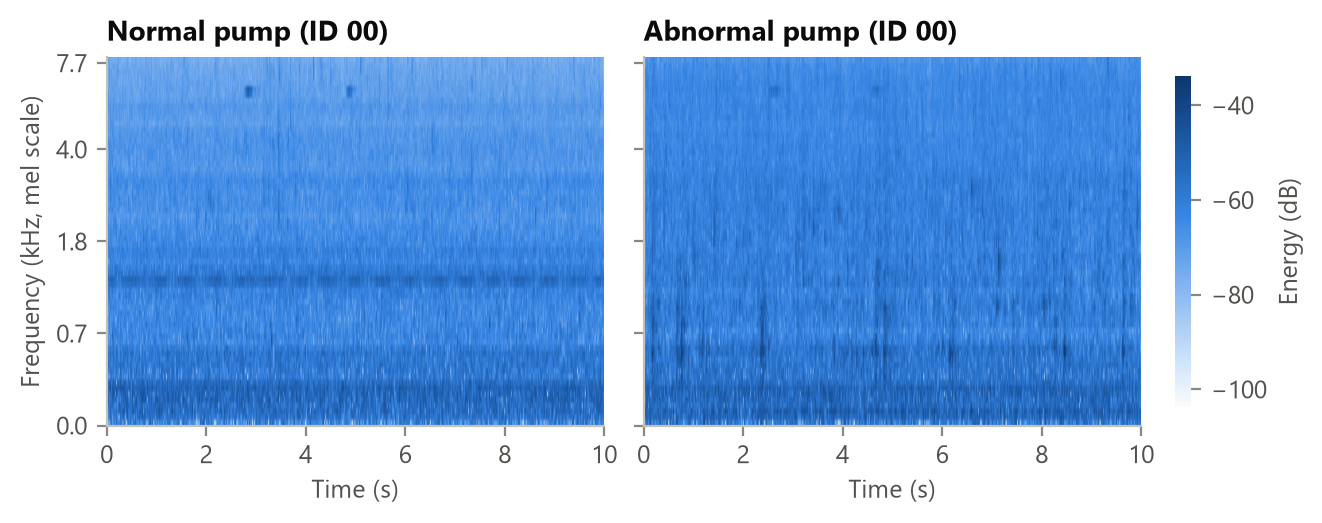 Normal pump (ID 00)
Abnormal pump (ID 00)
7.7
4.0
1.8
0.7
0.0
Frequency (kHz, mel scale)
0 2 4 6 8 10
0 2 4 6 8 10
Time (s)
Time (s)
−40
−60
−80
−100
Energy (dB)